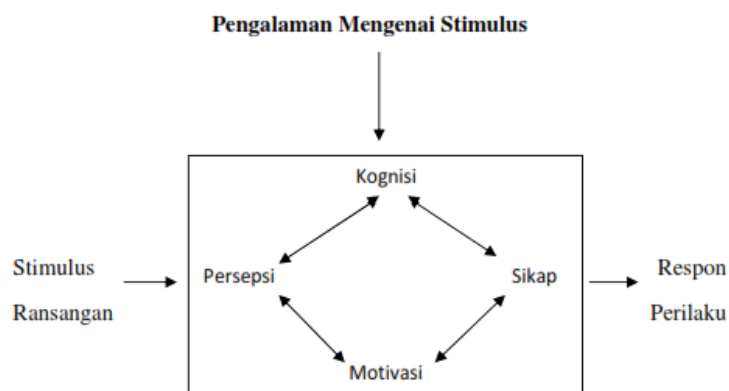 Pengalaman Mengenai Stimulus
Kognisi
Stimulus
Ransangan
Persepsi
Sikap
Respon
Perilaku
Motivasi